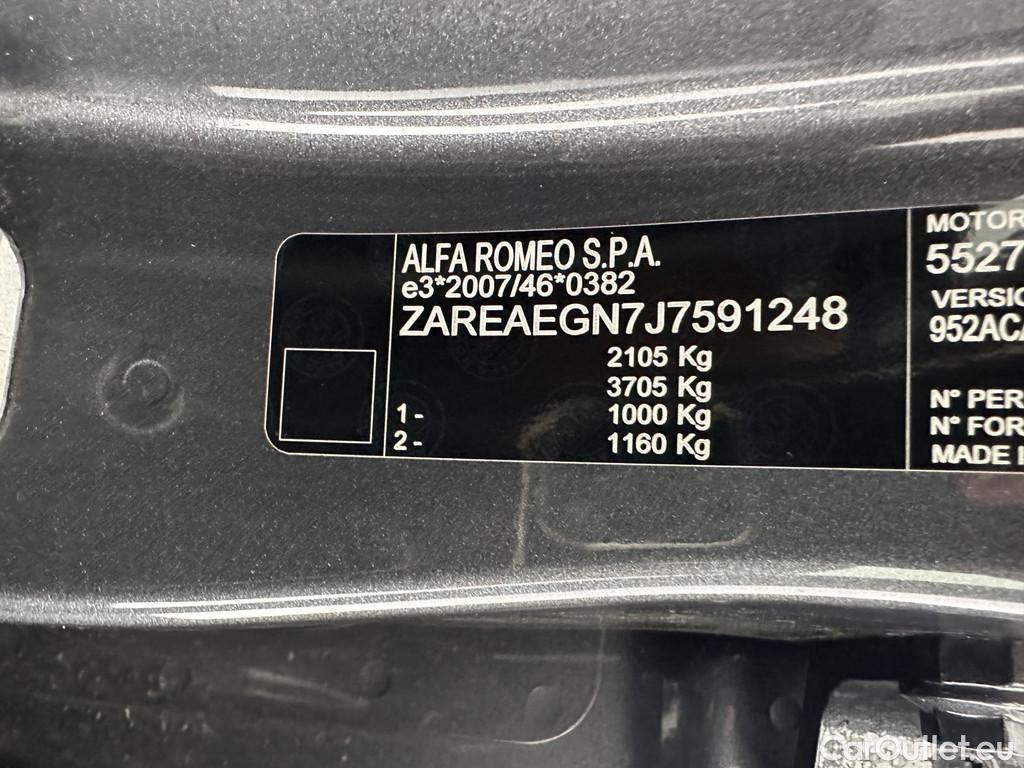 ALFA ROMEO S.P.A.
e3*2007/46*0382
ZAREAEGN7J7591248
2105 Kg
3705 Kg
1- 1000 Kg
2- 1160 Kg
MOTOR
5527
VERSIO
952AC
N° PER
N° FOR
MADE I
CarOutlet.eu